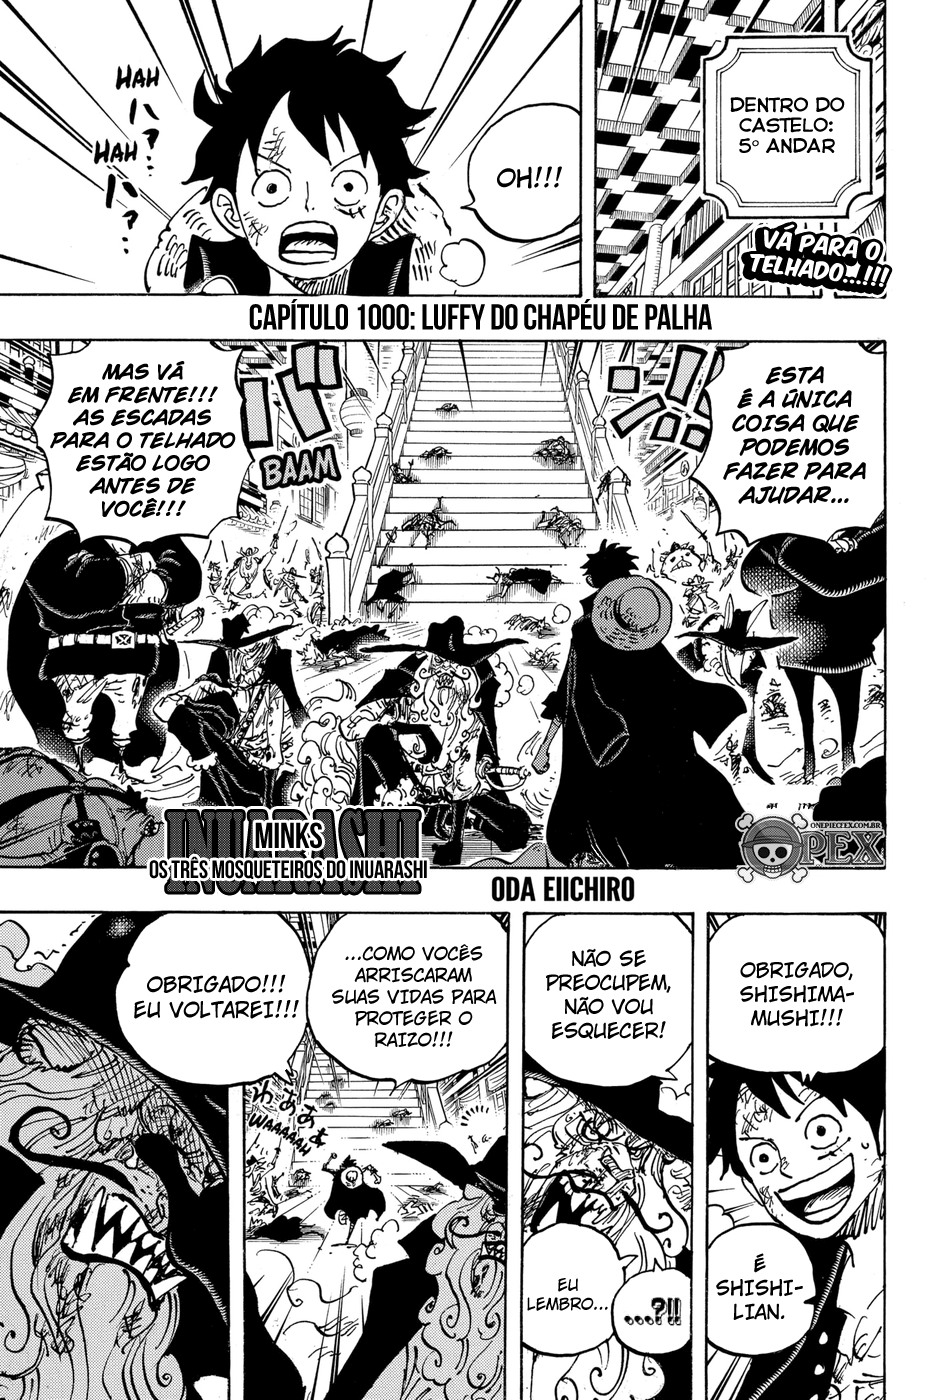 DENTRO DO
CASTELO:
5º ANDAR
VÁ PARA O
TELHADO...!!!
OH!!!
HAH
ハ?
HAH
ハ?
CAPÍTULO 1000: LUFFY DO CHAPÉU DE PALHA
ESTA
É A ÚNICA
COISA QUE
PODEMOS
FAZER PARA
AJUDAR...
MAS VÁ
EM FRENTE!!!
AS ESCADAS
PARA O TELHADO
ESTÃO LOGO
ANTES DE
VOCÊ!!!
BAAM
INUARASHI
MINKS
OS TRÊS MOSQUETEIROS DO INUARASHI
ODA EIICHIRO
ONEPIECEEX.COM.BR
OPEX
OBRIGADO,
SHISHIMA-
MUSHI!!!
É
SHISHI-
LIAN.
NÃO SE
PREOCUPEM,
NÃO VOU
ESQUECER!
...?!!
EU
LEMBRO...
...COMO VOCÊS
ARRISCARAM
SUAS VIDAS PARA
PROTEGER O
RAIZO!!!
WAAAAAH
OBRIGADO!!!
EU VOLTAREI!!!